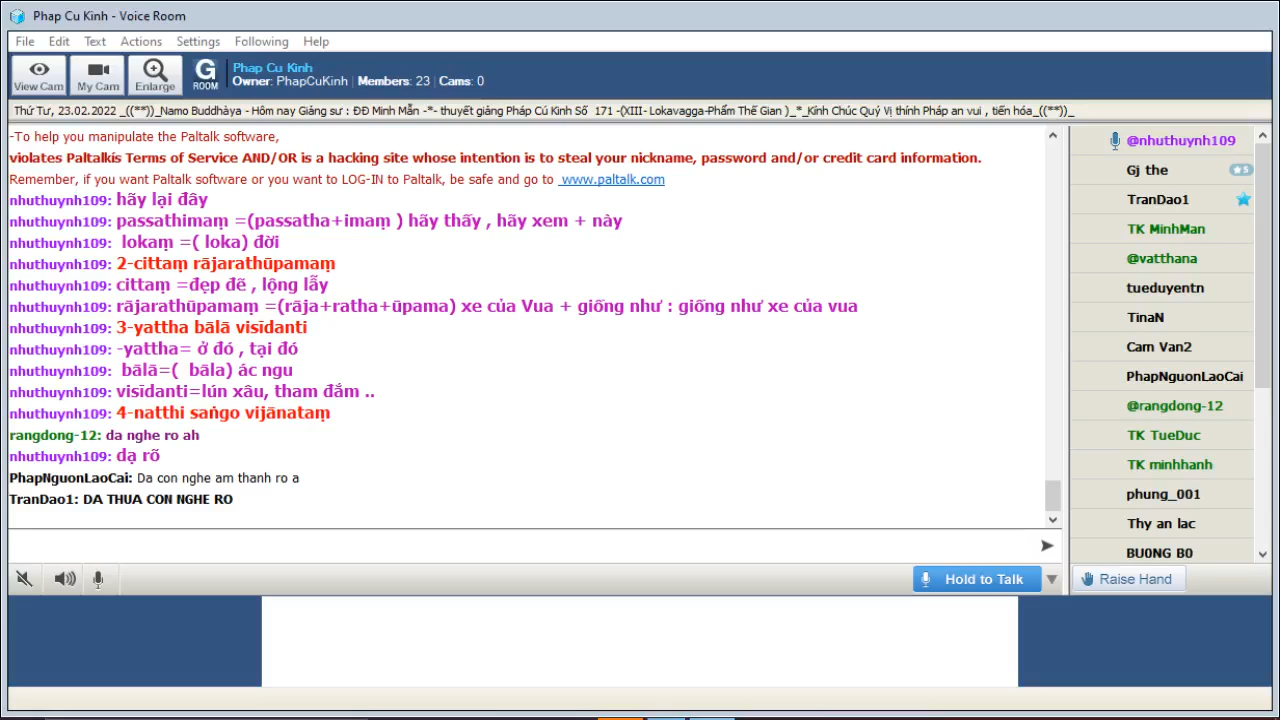 Phap Cu Kinh - Voice Room
File Edit Text Actions Settings Following Help
View Cam My Cam Enlarge G ROOM Phap Cu Kinh
Owner: PhapCuKinh | Members: 23 | Cams: 0
Thứ Tư, 23.02.2022 _((**))_Namo Buddhàya - Hôm nay Giảng sư : ĐĐ Minh Mẫn -*- thuyết giảng Pháp Cú Kinh Số 171 -(XIII- Lokavagga-Phẩm Thế Gian )_*_Kính Chúc Quý Vị thính Pháp an vui , tiến hóa_((**))_
-To help you manipulate the Paltalk software,
violates Paltalkís Terms of Service AND/OR is a hacking site whose intention is to steal your nickname, password and/or credit card information.
Remember, if you want Paltalk software or you want to LOG-IN to Paltalk, be safe and go to www.paltalk.com
nhuthuynh109: hãy lại đây
nhuthuynh109: passathimaṃ =(passatha+imaṃ ) hãy thấy , hãy xem + này
nhuthuynh109: lokaṃ =( loka) đời
nhuthuynh109: 2-cittaṃ rājarathūpamaṃ
nhuthuynh109: cittaṃ =đẹp đẽ , lộng lẫy
nhuthuynh109: rājarathūpamaṃ =(rāja+ratha+ūpama) xe của Vua + giống như : giống như xe của vua
nhuthuynh109: 3-yattha bālā visīdanti
nhuthuynh109: -yattha= ở đó , tại đó
nhuthuynh109: bālā=( bāla) ác ngu
nhuthuynh109: visīdanti=lún xâu, tham đắm ..
nhuthuynh109: 4-natthi saṅgo vijānataṃ
rangdong-12: da nghe ro ah
nhuthuynh109: dạ rõ
PhapNguonLaoCai: Da con nghe am thanh ro a
TranDao1: DA THUA CON NGHE RO
Hold to Talk
@nhuthuynh109
Gj the
TranDao1
TK MinhMan
@vatthana
tueduyentn
TinaN
Cam Van2
PhapNguonLaoCai
@rangdong-12
TK TueDuc
TK minhhanh
phung_001
Thy an lac
BU0NG B0
Raise Hand